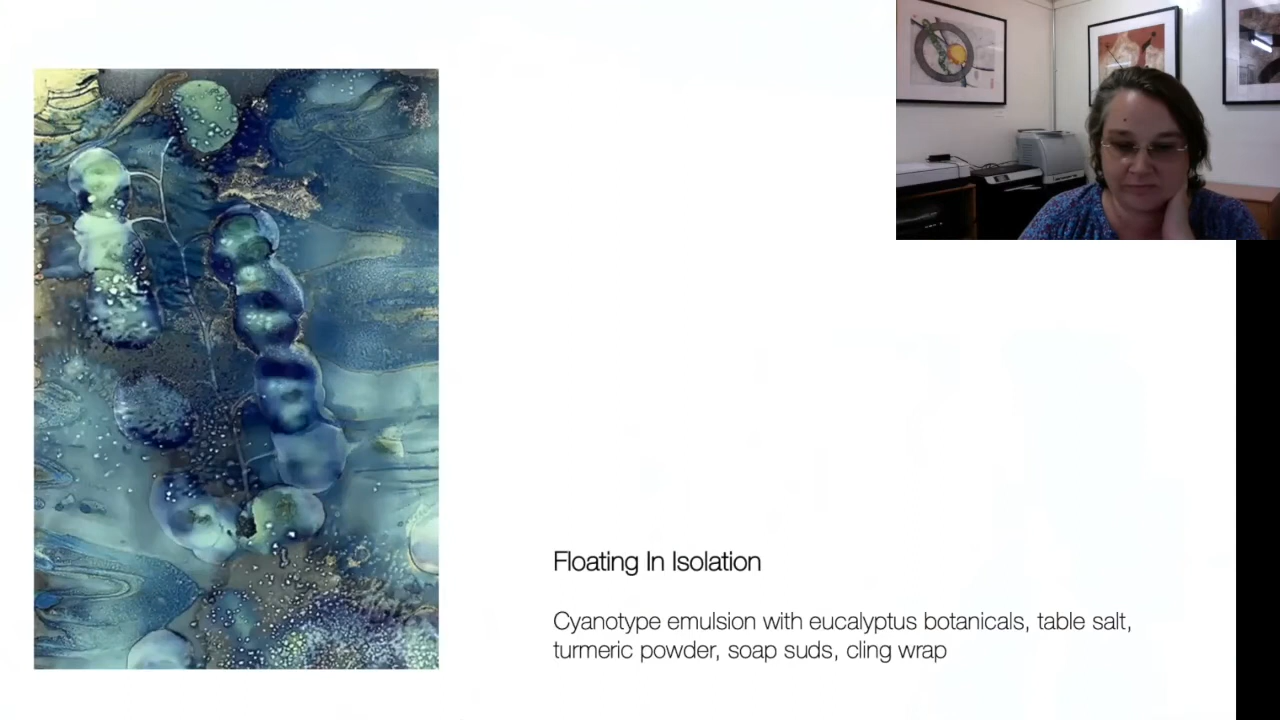 Floating In Isolation
Cyanotype emulsion with eucalyptus botanicals, table salt,
turmeric powder, soap suds, cling wrap